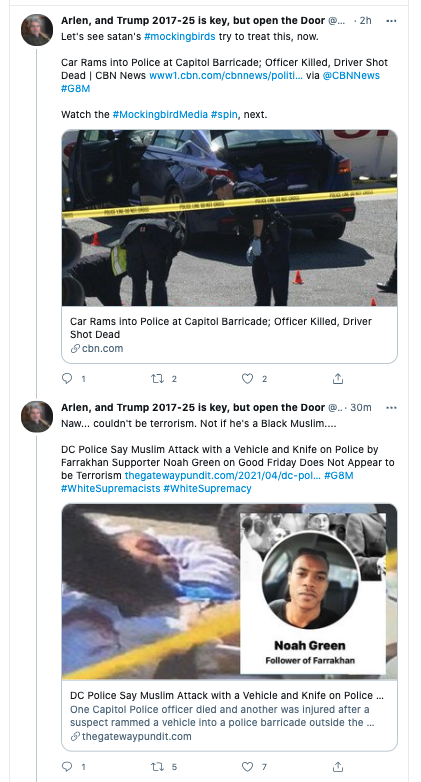 Arlen, and Trump 2017-25 is key, but open the Door @... · 2h
Let's see satan's #mockingbirds try to treat this, now.
Car Rams into Police at Capitol Barricade; Officer Killed, Driver Shot
Dead | CBN News www1.cbn.com/cbnnews/politi... via @CBNNews
#G8M
Watch the #MockingbirdMedia #spin, next.
POLICE LINE DO NOT CROSS
Car Rams into Police at Capitol Barricade; Officer Killed, Driver
Shot Dead
cbn.com
1 2 2
Arlen, and Trump 2017-25 is key, but open the Door @.. · 30m
Naw... couldn't be terrorism. Not if he's a Black Muslim....
DC Police Say Muslim Attack with a Vehicle and Knife on Police by
Farrakhan Supporter Noah Green on Good Friday Does Not Appear to
be Terrorism thegatewaypundit.com/2021/04/dc-pol... #G8M
#WhiteSupremacists #WhiteSupremacy
Noah Green
Follower of Farrakhan
DC Police Say Muslim Attack with a Vehicle and Knife on Police ...
One Capitol Police officer died and another was injured after a
suspect rammed a vehicle into a police barricade outside the ...
thegatewaypundit.com
1 5 7